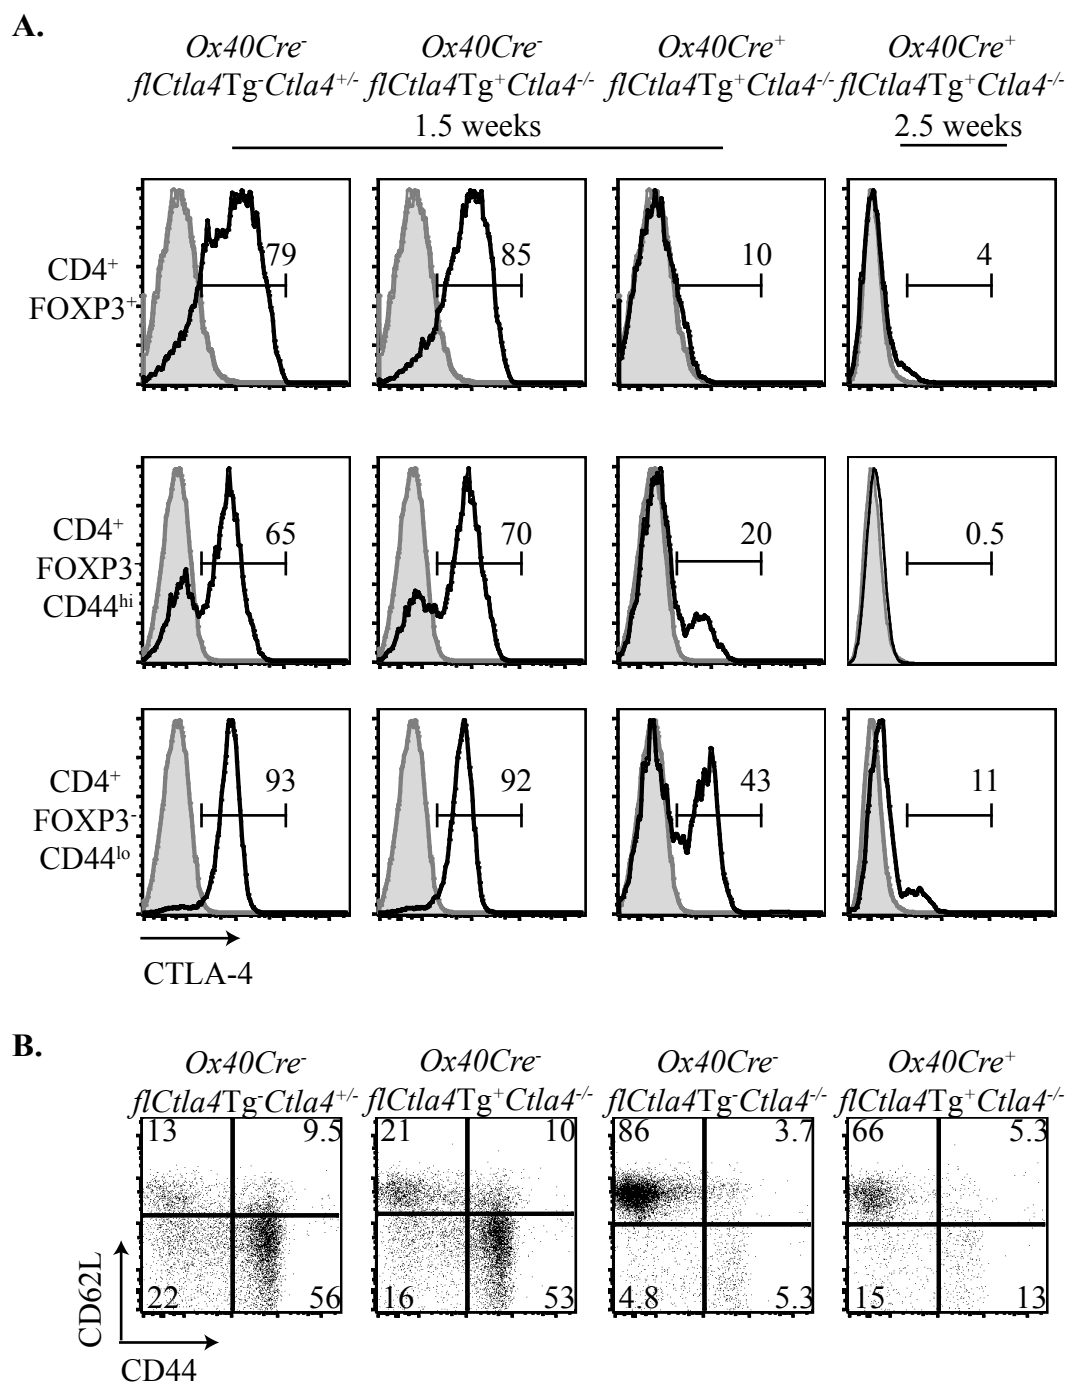 A.
Ox40Cre⁻ Ox40Cre⁻ Ox40Cre⁺ Ox40Cre⁺
flCtla4Tg⁻Ctla4⁺/⁻ flCtla4Tg⁺Ctla4⁻/⁻ flCtla4Tg⁺Ctla4⁻/⁻ flCtla4Tg⁺Ctla4⁻/⁻
1.5 weeks 2.5 weeks
CD4⁺
FOXP3⁺
79 85 10 4
CD4⁺
FOXP3⁻
CD44ʰⁱ
65 70 20 0.5
CD4⁺
FOXP3⁻
CD44ˡᵒ
93 92 43 11
CTLA-4
B.
Ox40Cre⁻ Ox40Cre⁻ Ox40Cre⁻ Ox40Cre⁺
flCtla4Tg⁻Ctla4⁺/⁻ flCtla4Tg⁺Ctla4⁻/⁻ flCtla4Tg⁻Ctla4⁻/⁻ flCtla4Tg⁺Ctla4⁻/⁻
13 9.5 21 10 86 3.7 66 5.3
22 56 16 53 4.8 5.3 15 13
CD62L
CD44